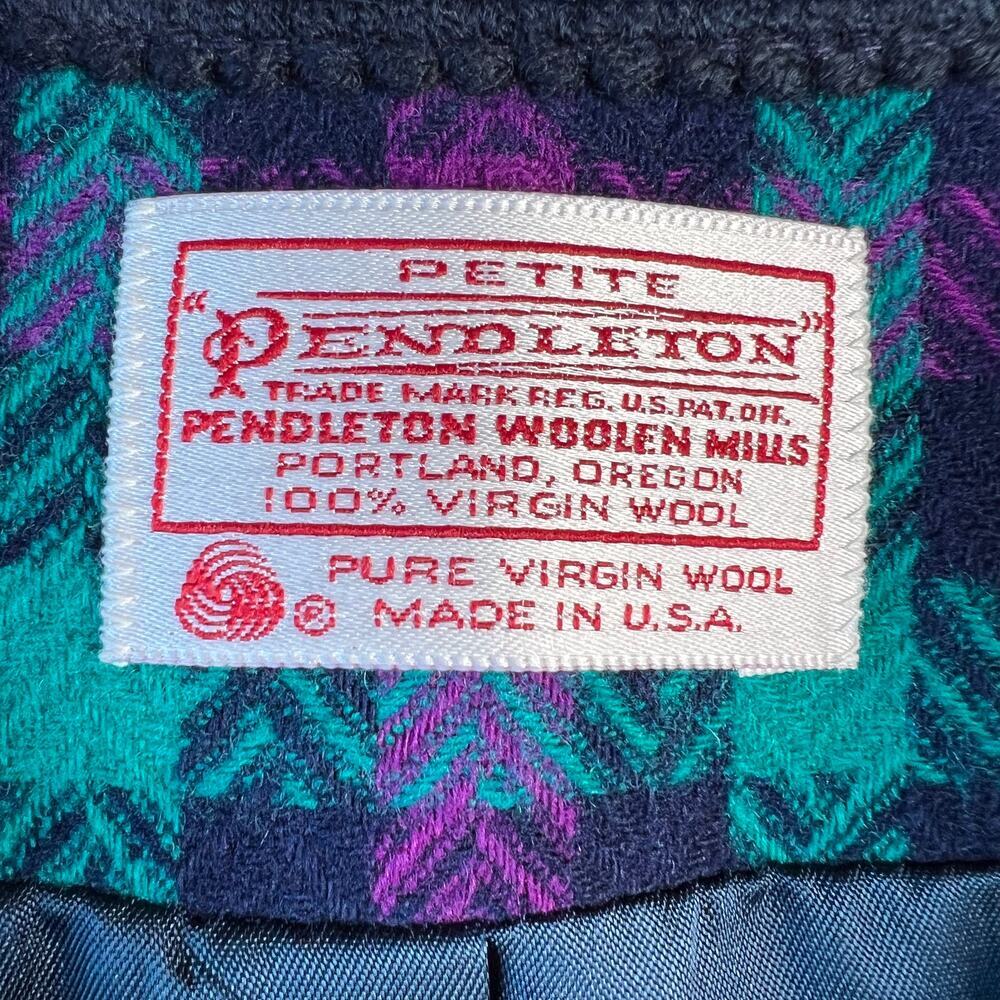 PETITE
"PENDLETON"
TRADE MARK REG. U.S. PAT. OFF.
PENDLETON WOOLEN MILLS
PORTLAND, OREGON
100% VIRGIN WOOL
PURE VIRGIN WOOL
® MADE IN U.S.A.